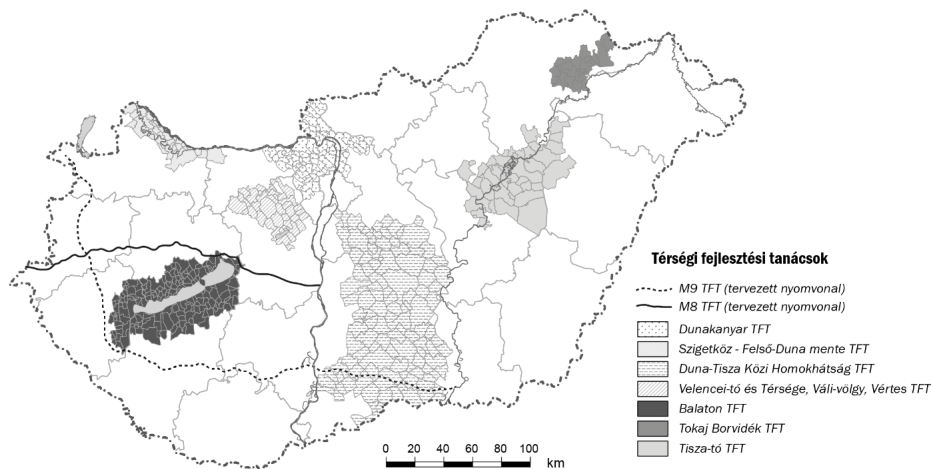 Térségi fejlesztési tanácsok
M9 TFT (tervezett nyomvonal)
M8 TFT (tervezett nyomvonal)
Dunakanyar TFT
Szigetköz - Felső-Duna mente TFT
Duna-Tisza Közi Homokhátság TFT
Velencei-tó és Térsége, Váli-völgy, Vértes TFT
Balaton TFT
Tokaj Borvidék TFT
Tisza-tó TFT
0 20 40 60 80 100
km